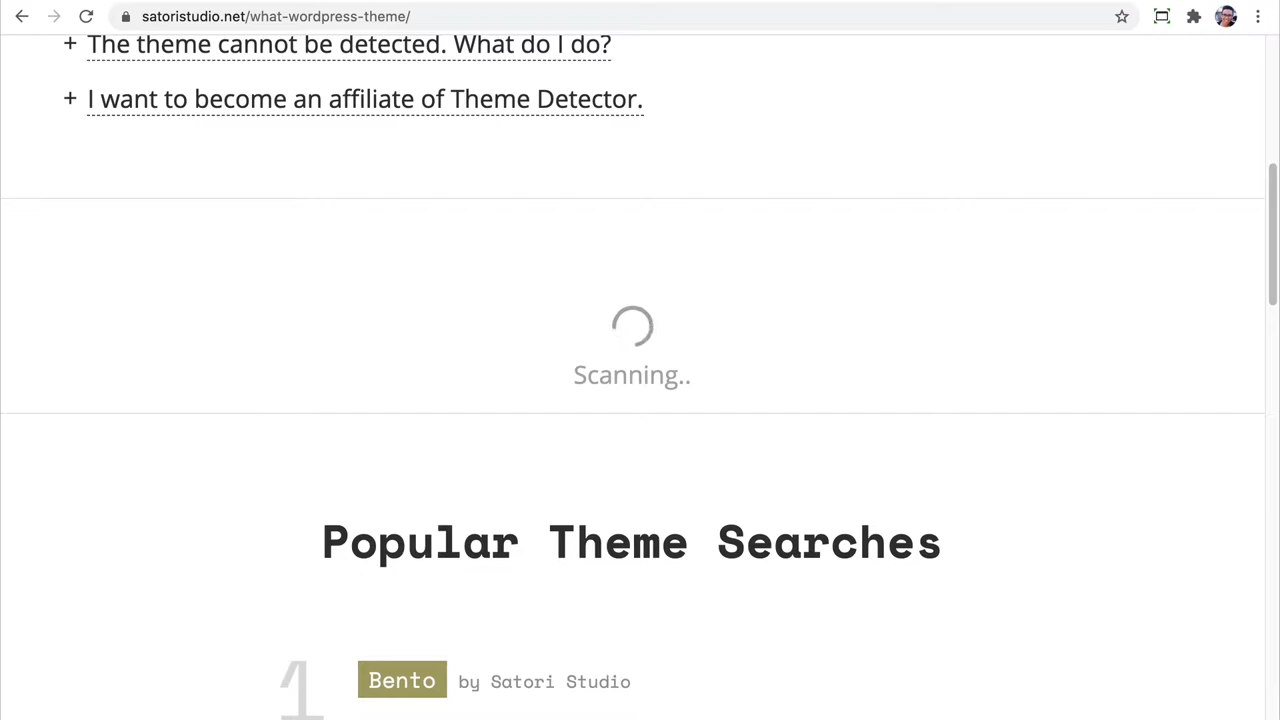 satoristudio.net/what-wordpress-theme/
+ The theme cannot be detected. What do I do?
+ I want to become an affiliate of Theme Detector.
Scanning..
Popular Theme Searches
1 Bento by Satori Studio